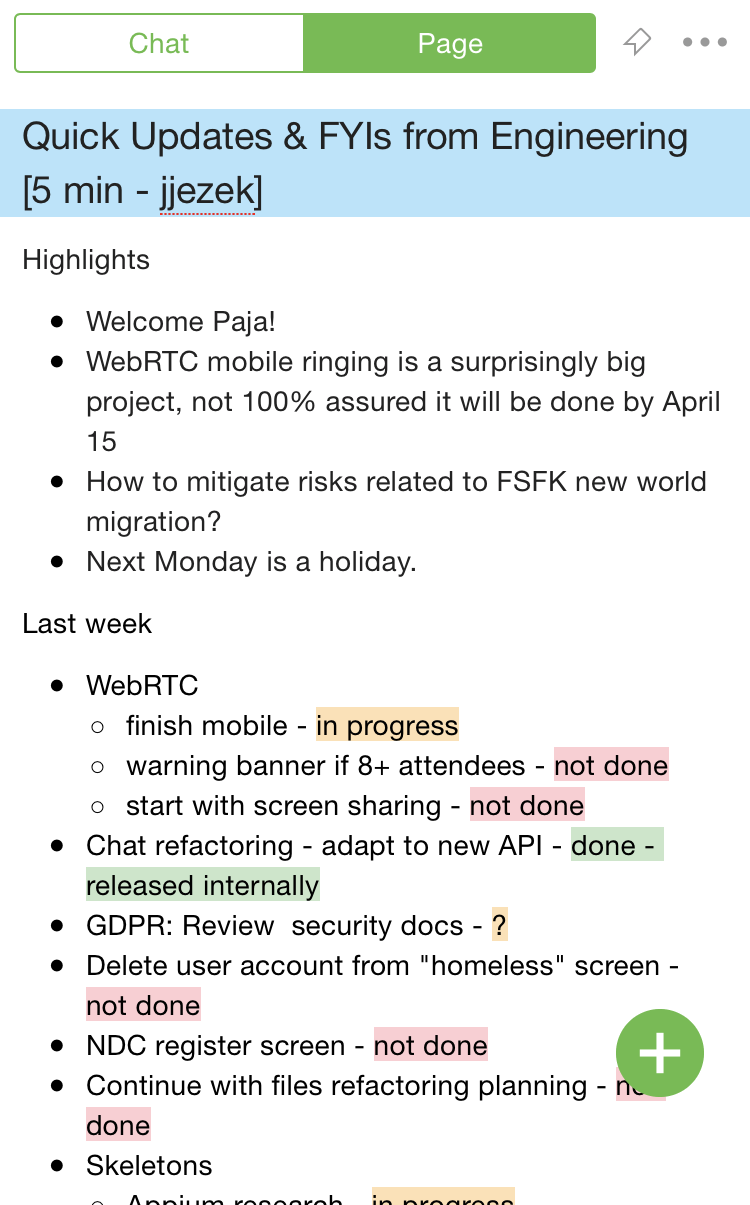 Chat
Page
Quick Updates & FYIs from Engineering
[5 min - jjezek]
Highlights
Welcome Paja!
WebRTC mobile ringing is a surprisingly big
project, not 100% assured it will be done by April
15
How to mitigate risks related to FSFK new world
migration?
Next Monday is a holiday.
Last week
WebRTC
finish mobile - in progress
warning banner if 8+ attendees - not done
start with screen sharing - not done
Chat refactoring - adapt to new API - done -
released internally
GDPR: Review  security docs - ?
Delete user account from "homeless" screen -
not done
NDC register screen - not done
Continue with files refactoring planning -
done
Skeletons
Appium research - in progress